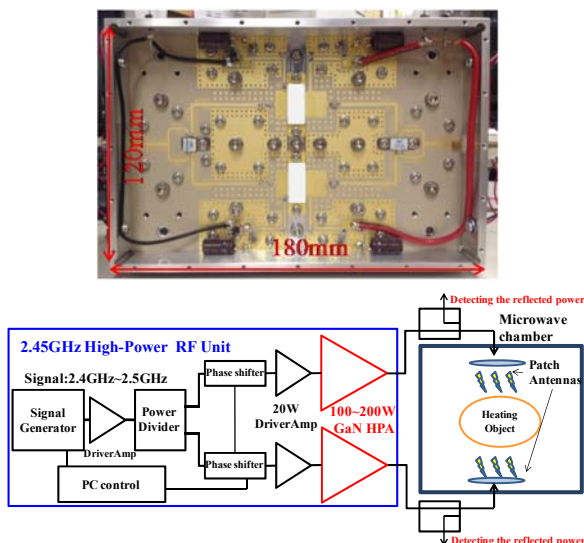 120mm
180mm
Detecting the reflected power
2.45GHz High-Power RF Unit
Microwave
chamber
Signal:2.4GHz~2.5GHz
Phase shifter
Patch
Antennas
Signal
Generator
Power
Divider
20W
DriverAmp
100~200W
GaN HPA
Heating
Object
DriverAmp
Phase shifter
PC control
Detecting the reflected power